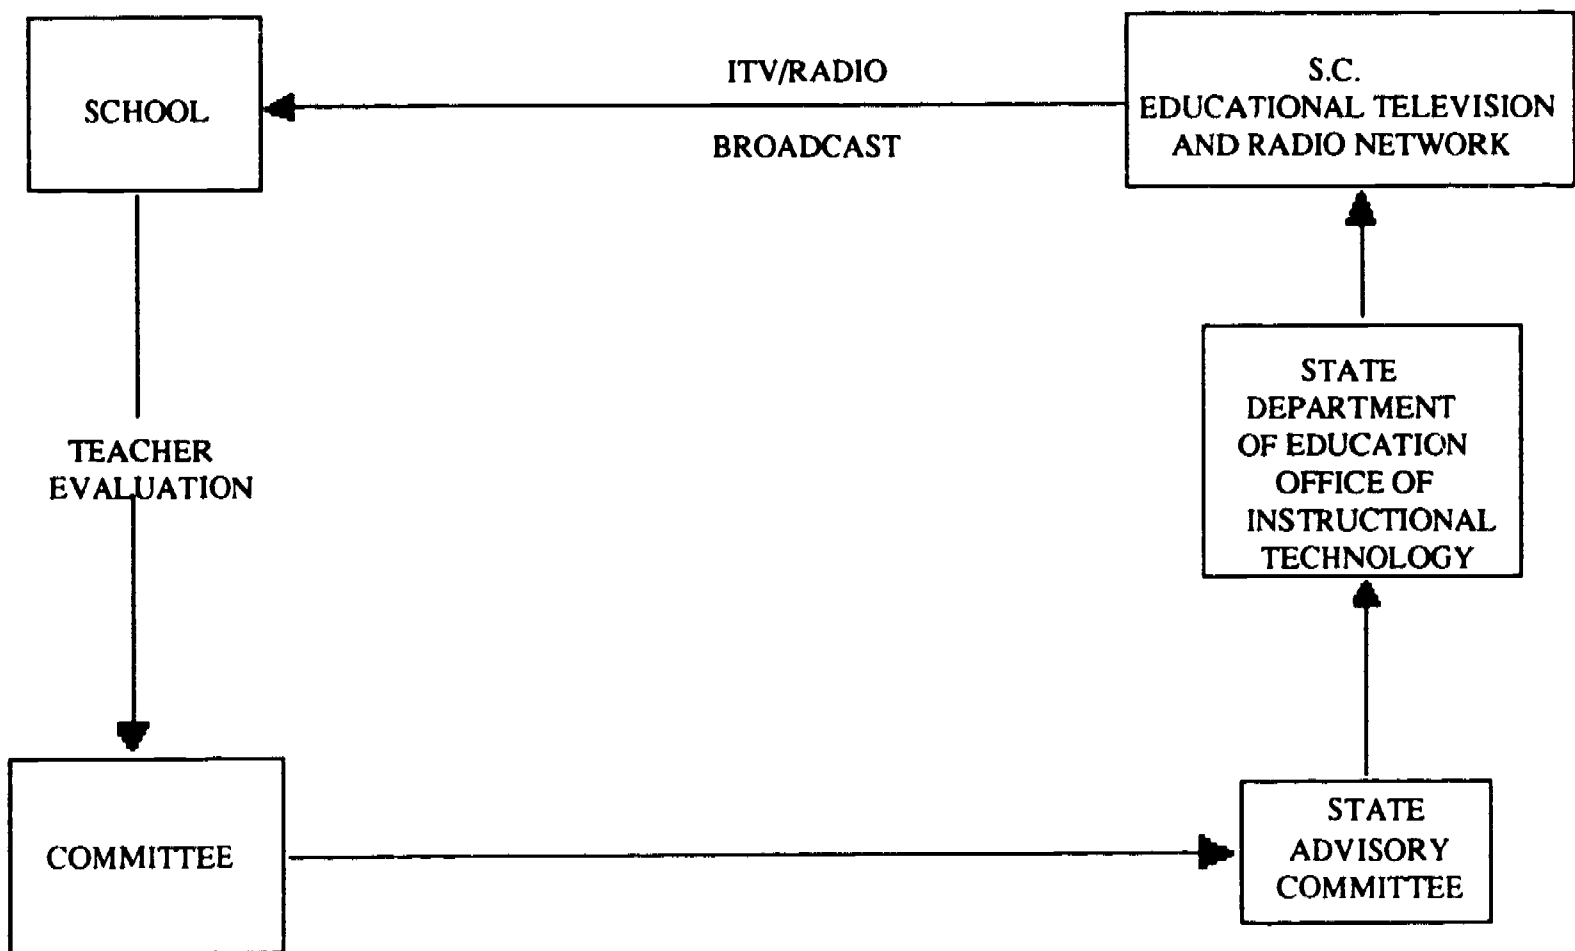 SCHOOL
ITV/RADIO
BROADCAST
S.C.
EDUCATIONAL TELEVISION
AND RADIO NETWORK
STATE
DEPARTMENT
OF EDUCATION
OFFICE OF
INSTRUCTIONAL
TECHNOLOGY
TEACHER
EVALUATION
COMMITTEE
STATE
ADVISORY
COMMITTEE